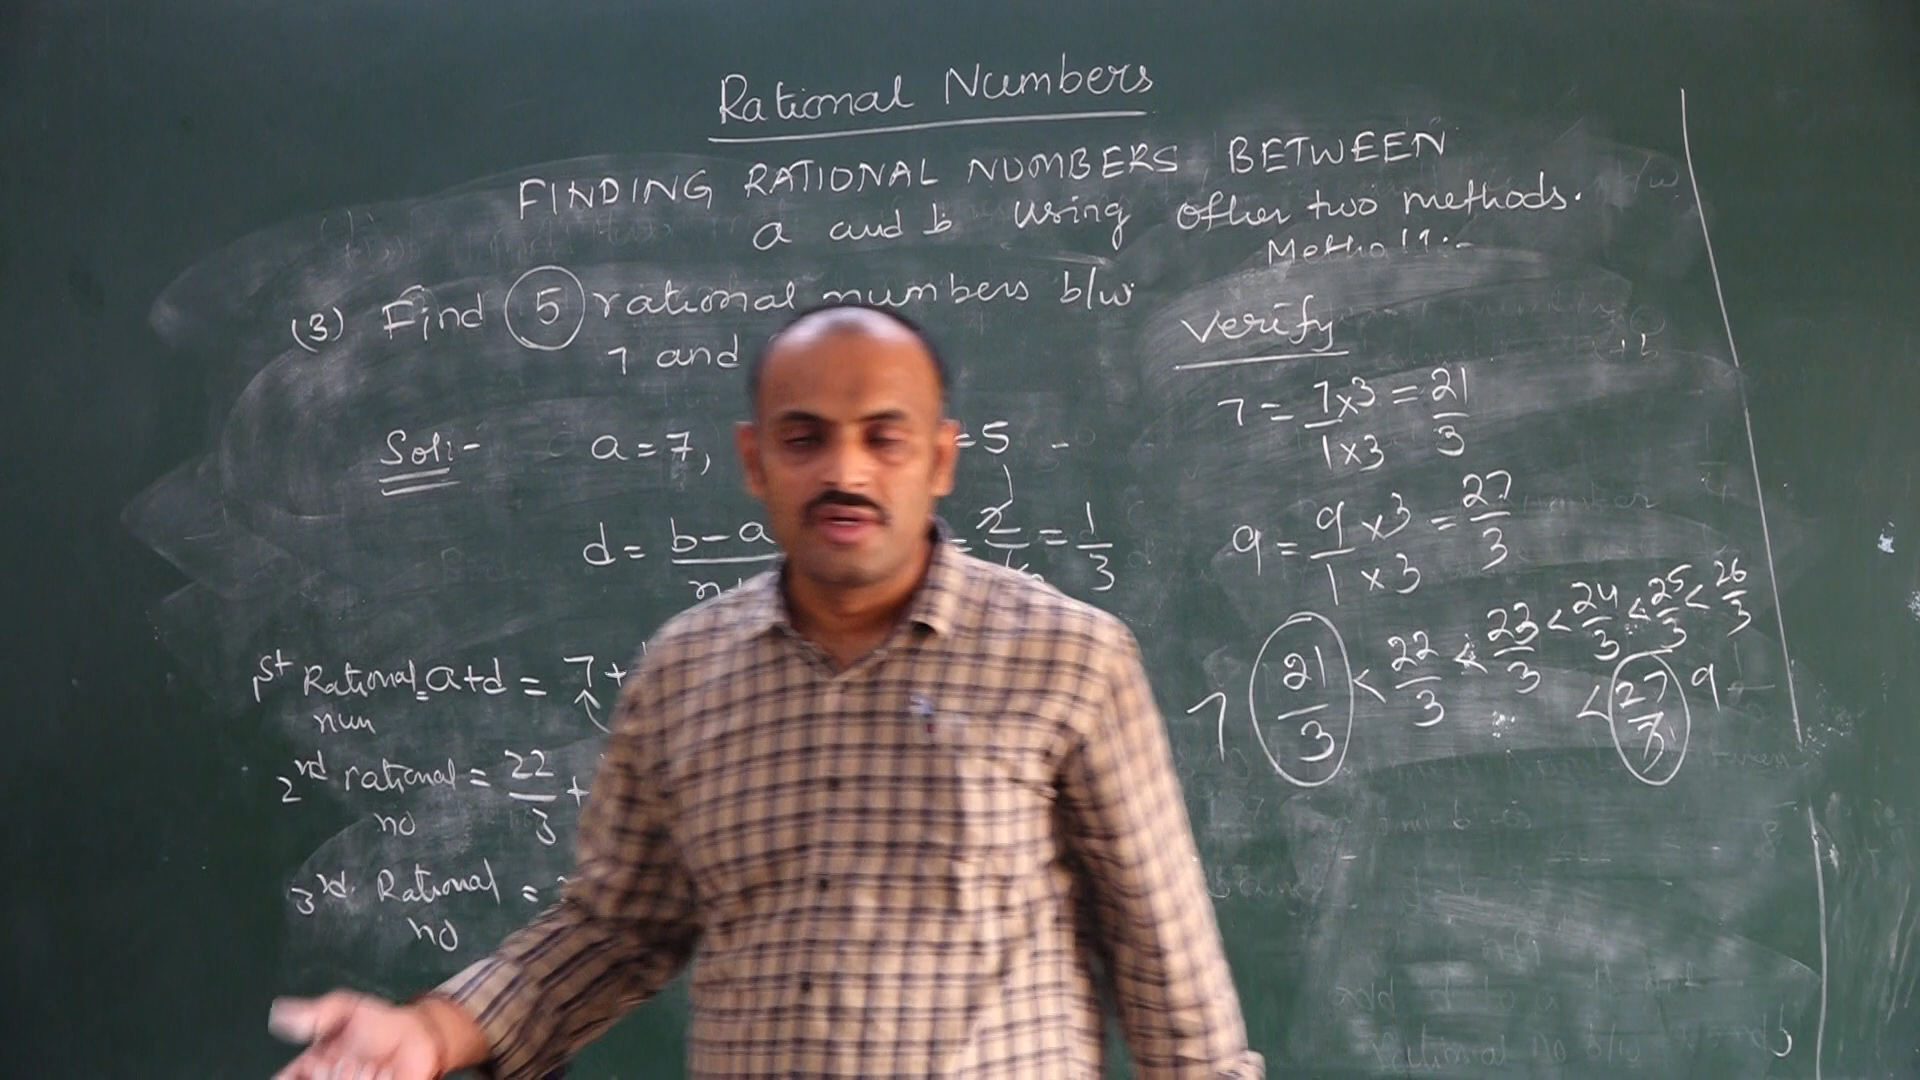 Rational Numbers
FINDING RATIONAL NUMBERS BETWEEN
a and b using other two methods.
(3) Find 5 rational numbers b/w
7 and
Sol:- a=7, =5 -
d= b-a = 2 = 1/3
1st Rational = a+d = 7+
num
2nd rational = 22/3 +
no
3rd Rational =
no
Verify
7 = 7x3/1x3 = 21/3
9 = 9x3/1x3 = 27/3
7 21/3 < 22/3 < 23/3 < 24/3 < 25/3 < 26/3
< 27/3 9